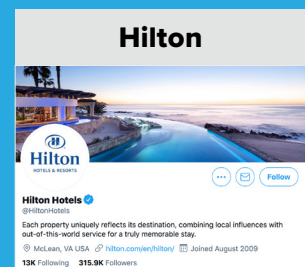 Hilton
Hilton
HOTELS & RESORTS
Follow
Hilton Hotels
@HiltonHotels
Each property uniquely reflects its destination, combining local influences with
out-of-this-world service for a truly memorable stay.
McLean, VA USA hilton.com/en/hilton/ Joined August 2009
13K Following 315.9K Followers